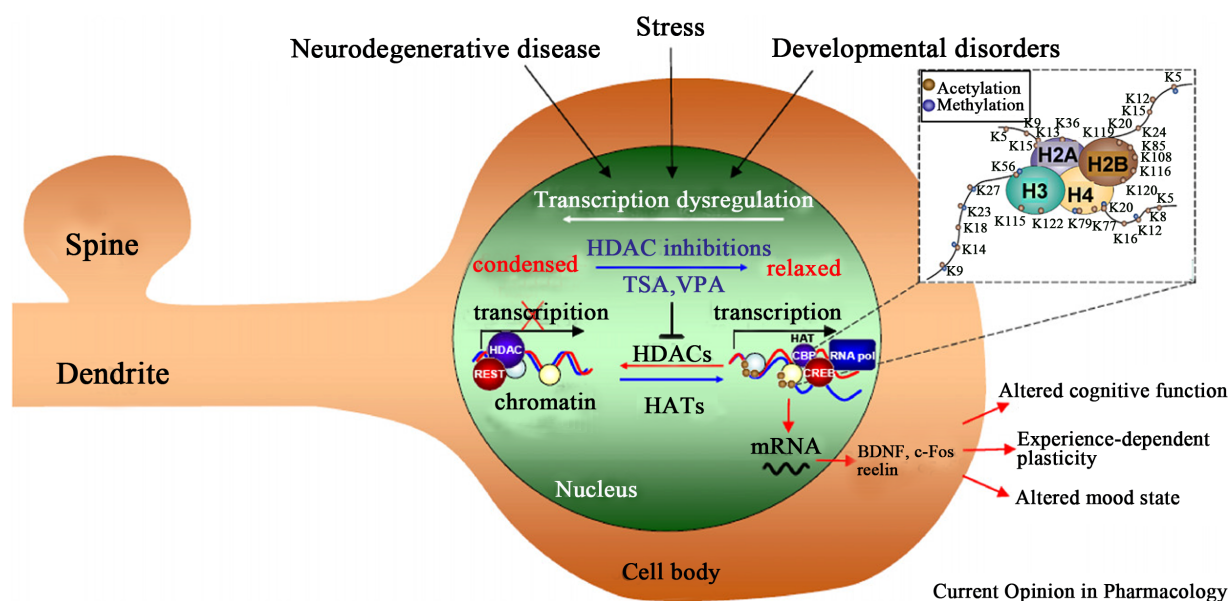 Stress
Neurodegenerative disease
Developmental disorders
Acetylation
Methylation
K5
K12
K15
K20
K24
K85
K108
K116
K120
K119
K36
K9
K13
K5
K15
H2A
H2B
H3
H4
K56
K27
K23
K18
K14
K9
K115
K122
K79
K77
K20
K16
K12
K8
K5
Transcription dysregulation
HDAC inhibitions
condensed
relaxed
TSA,VPA
transcripition
transcription
HDAC
REST
HDACs
HATs
chromatin
HAT
CBP
CREB
RNA pol
mRNA
BDNF, c-Fos
reelin
Nucleus
Cell body
Spine
Dendrite
Altered cognitive function
Experience-dependent
plasticity
Altered mood state
Current Opinion in Pharmacology